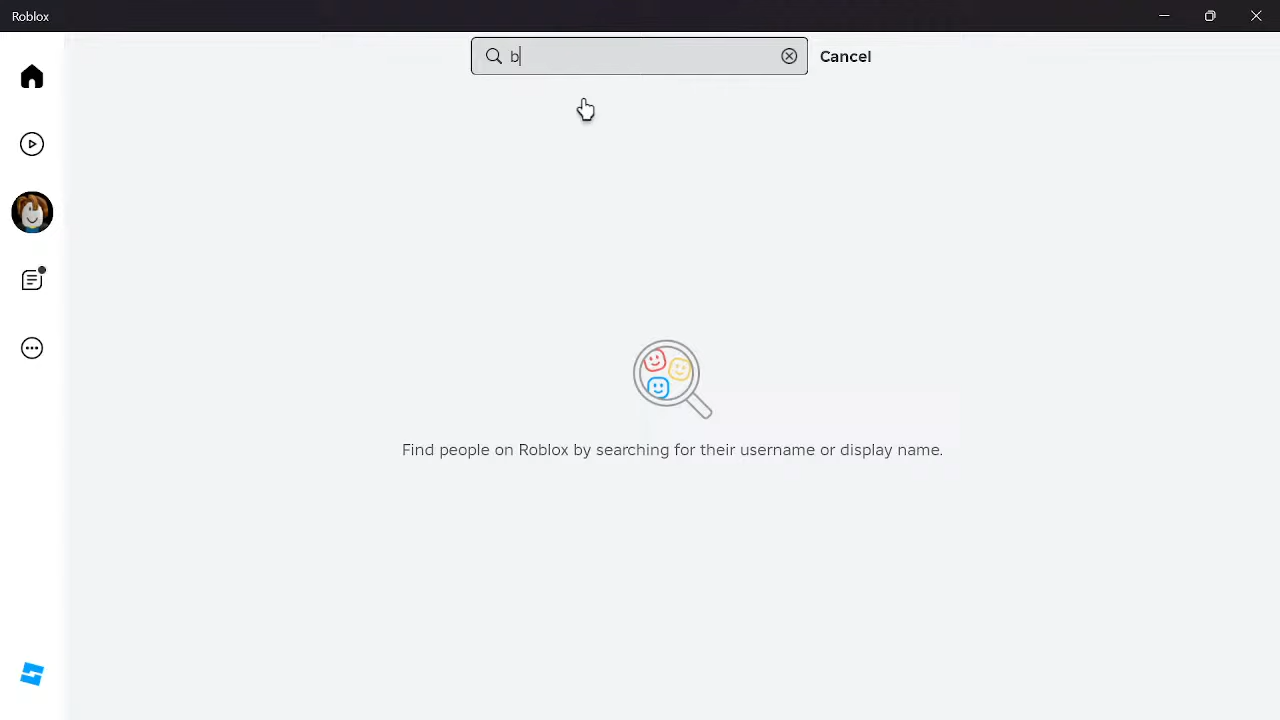 Roblox
b
Cancel
Find people on Roblox by searching for their username or display name.